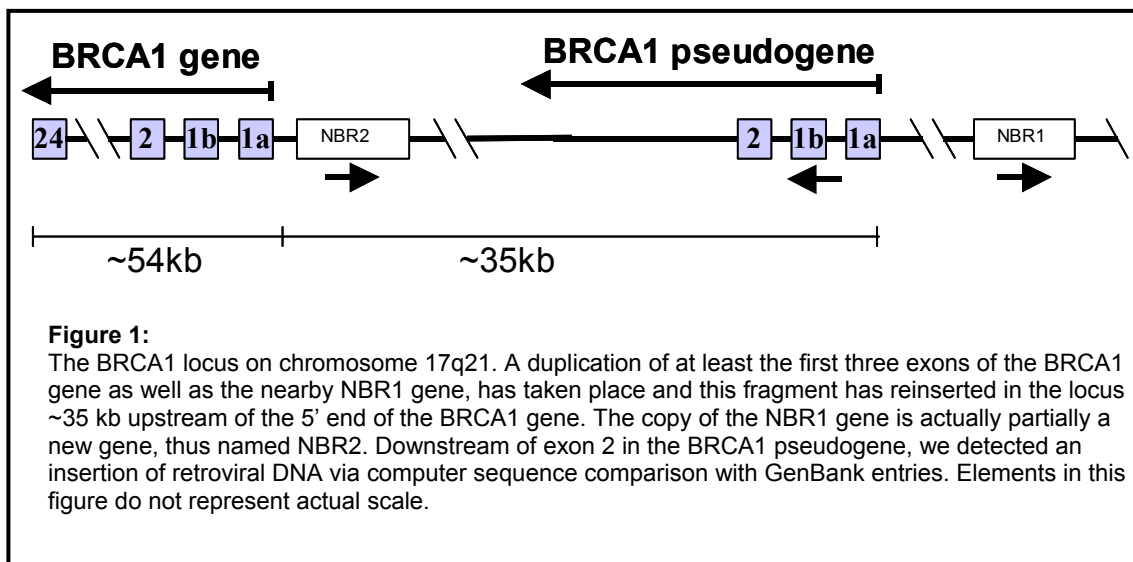 BRCA1 gene
BRCA1 pseudogene
24 2 1b 1a NBR2 2 1b 1a NBR1
~54kb ~35kb
Figure 1:
The BRCA1 locus on chromosome 17q21. A duplication of at least the first three exons of the BRCA1
gene as well as the nearby NBR1 gene, has taken place and this fragment has reinserted in the locus
~35 kb upstream of the 5' end of the BRCA1 gene. The copy of the NBR1 gene is actually partially a
new gene, thus named NBR2. Downstream of exon 2 in the BRCA1 pseudogene, we detected an
insertion of retroviral DNA via computer sequence comparison with GenBank entries. Elements in this
figure do not represent actual scale.